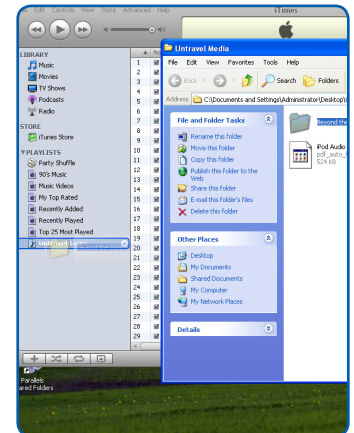 Edit Controls View Store Advanced Help
iTunes
LIBRARY
Music
Movies
TV Shows
Podcasts
Radio
STORE
iTunes Store
PLAYLISTS
Party Shuffle
90's Music
Music Videos
My Top Rated
Recently Added
Recently Played
Top 25 Most Played
1
2
3
4
5
6
7
8
9
10
11
12
13
14
15
16
17
18
19
20
21
22
23
24
25
26
27
28
29
Untravel Media
File Edit View Favorites Tools Help
Back Search Folders
Address C:\Documents and Settings\Administrator\Desktop\
File and Folder Tasks
Rename this folder
Move this folder
Copy this folder
Publish this folder to the
Web
Share this folder
E-mail this folder's files
Delete this folder
Other Places
Desktop
My Documents
Shared Documents
My Computer
My Network Places
Details
Beyond the
iPod Audio
pdf_auto_
524 KB
Parallels
ared Folders